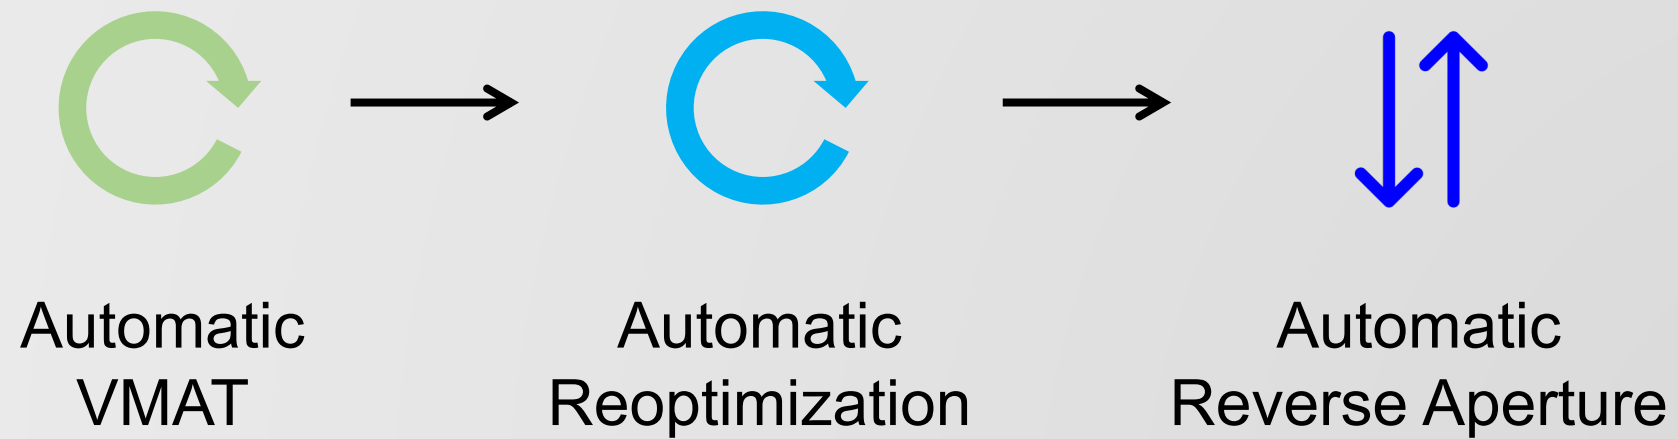 Automatic
VMAT
Automatic
Reoptimization
Automatic
Reverse Aperture